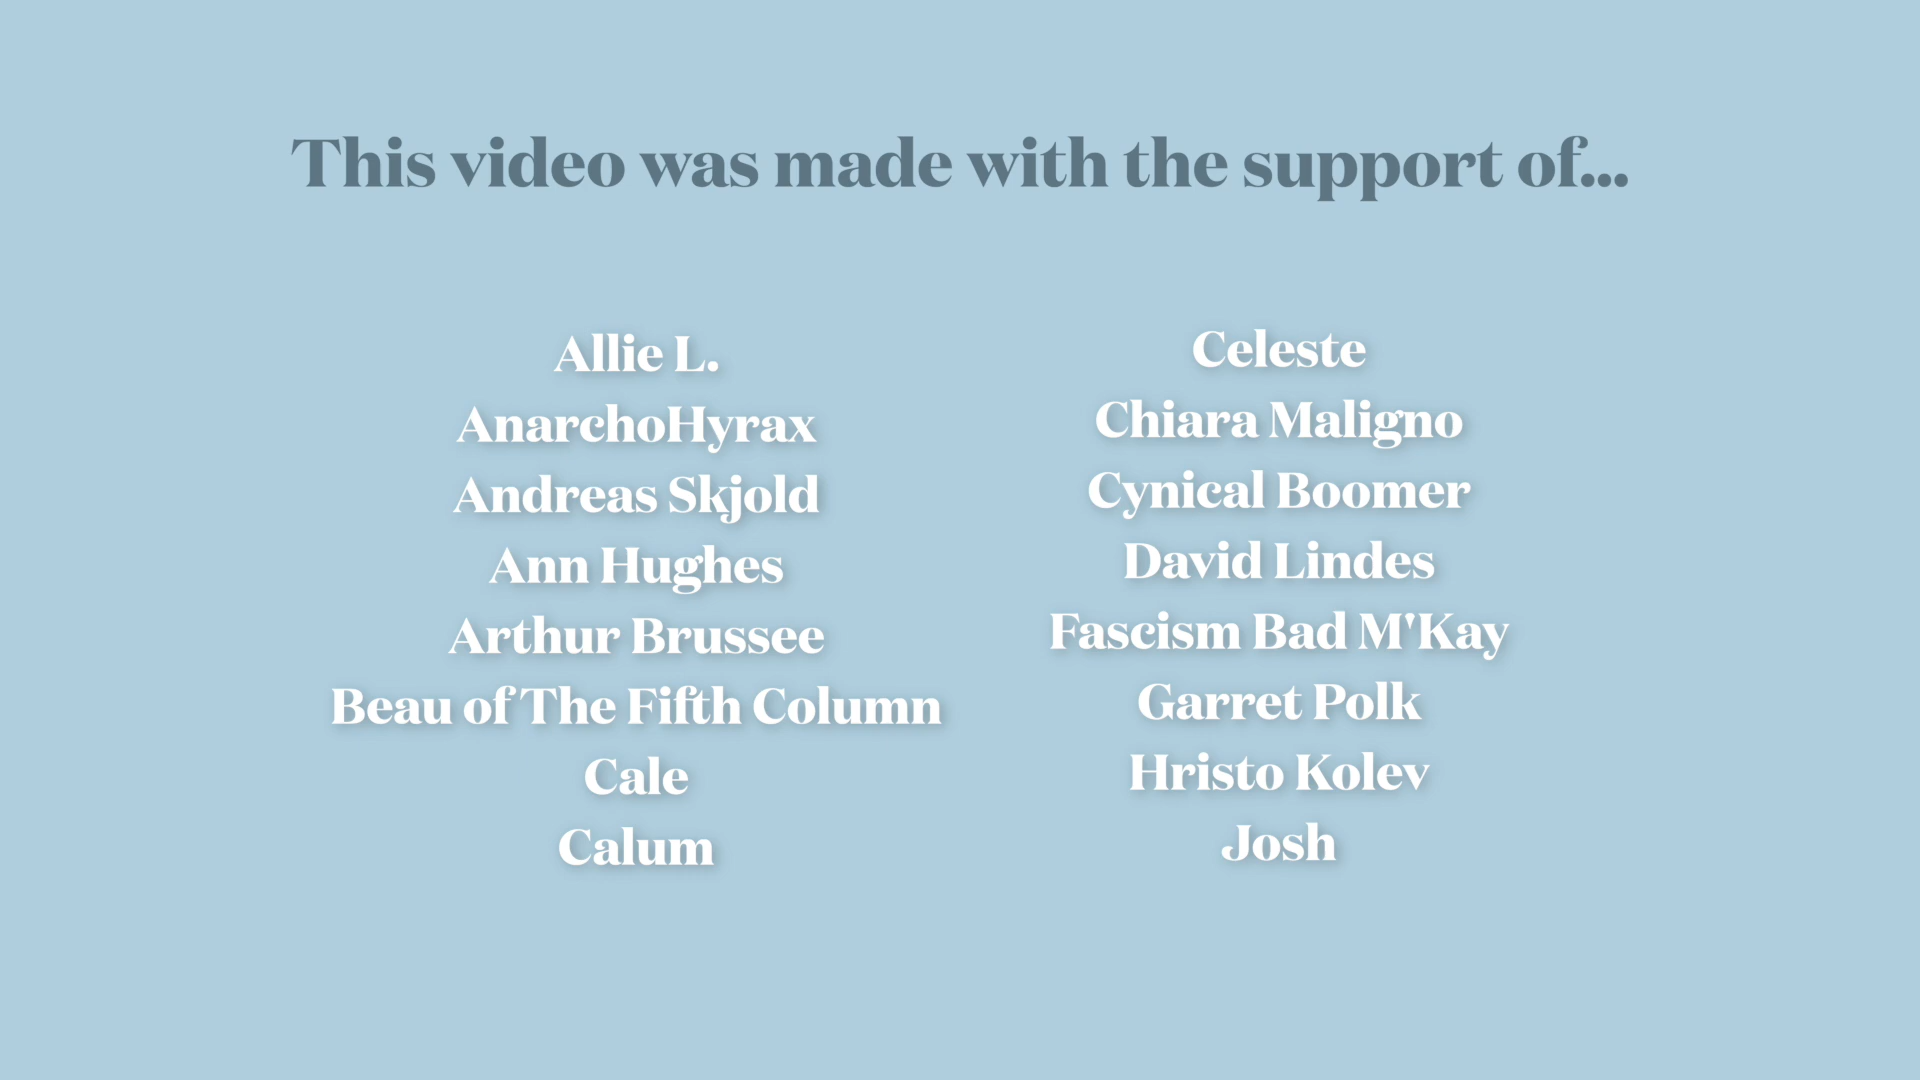 This video was made with the support of...
Allie L.
AnarchoHyrax
Andreas Skjold
Ann Hughes
Arthur Brussee
Beau of The Fifth Column
Cale
Calum
Celeste
Chiara Maligno
Cynical Boomer
David Lindes
Fascism Bad M'Kay
Garret Polk
Hristo Kolev
Josh